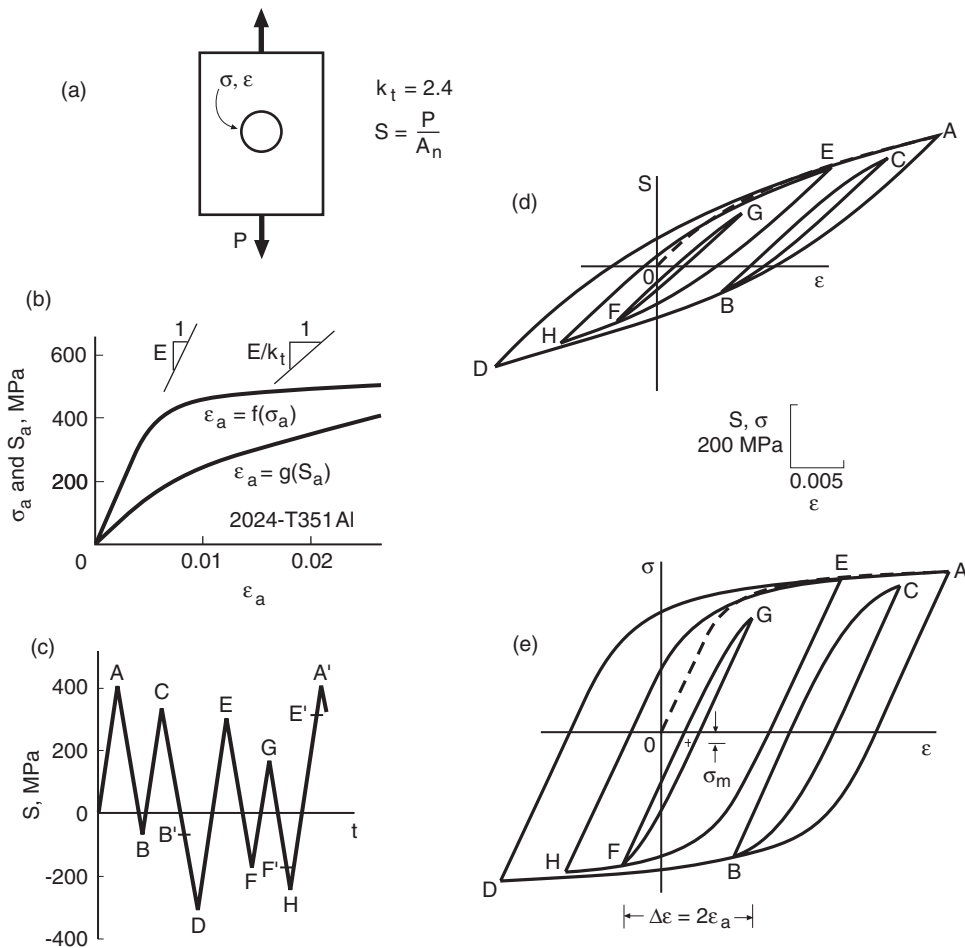 (a)
σ, ε
k_t = 2.4
S = P / A_n
P
(b)
σ_a and S_a, MPa
600
400
200
0
0.01
0.02
ε_a
E
1
E/k_t
1
ε_a = f(σ_a)
ε_a = g(S_a)
2024-T351 Al
(c)
S, MPa
400
200
0
-200
-400
t
A
B
C
B'
D
E
F
G
F'
H
E'
A'
(d)
S
ε
0
A
C
E
G
B
F
H
D
S, σ
200 MPa
0.005
ε
(e)
σ
ε
0
A
C
E
G
σ_m
+
B
F
H
D
Δε = 2ε_a